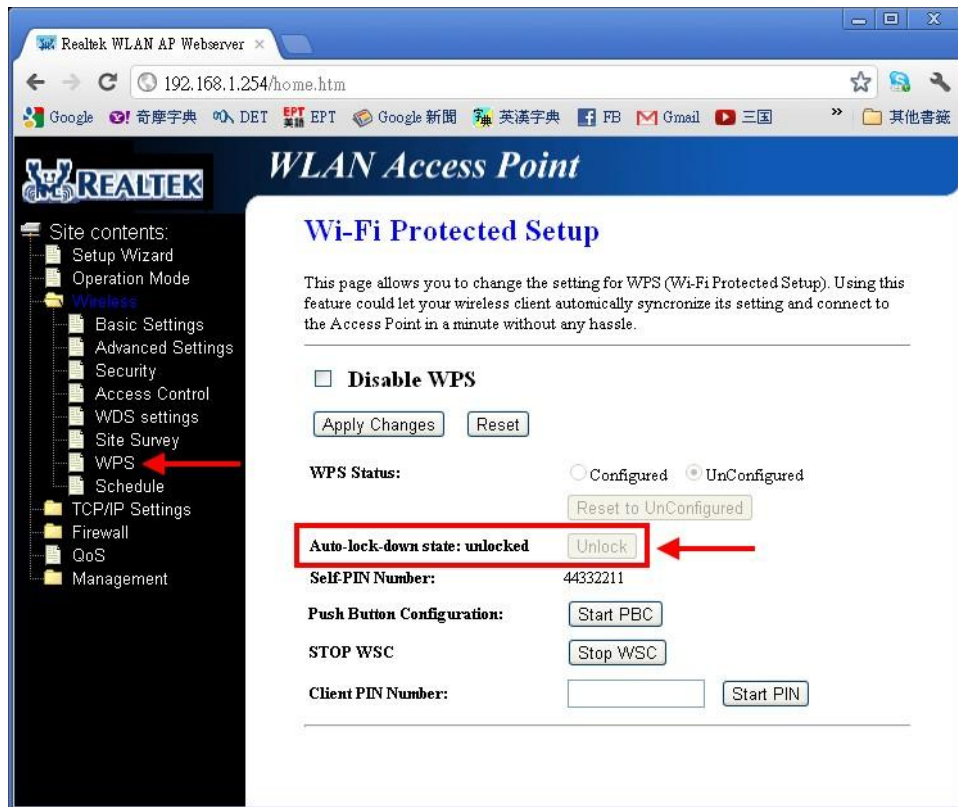 Realtek WLAN AP Webserver
192.168.1.254/home.htm
Google 奇摩字典 DET EPT 英語 EPT Google 新聞 英漢字典 FB Gmail 三国 » 其他書籤
REALTEK
WLAN Access Point
Site contents:
Setup Wizard
Operation Mode
Wireless
Basic Settings
Advanced Settings
Security
Access Control
WDS settings
Site Survey
WPS
Schedule
TCP/IP Settings
Firewall
QoS
Management
Wi-Fi Protected Setup
This page allows you to change the setting for WPS (Wi-Fi Protected Setup). Using this
feature could let your wireless client automically syncronize its setting and connect to
the Access Point in a minute without any hassle.
Disable WPS
Apply Changes Reset
WPS Status: Configured UnConfigured
Reset to UnConfigured
Auto-lock-down state: unlocked Unlock
Self-PIN Number: 44332211
Push Button Configuration: Start PBC
STOP WSC Stop WSC
Client PIN Number: Start PIN